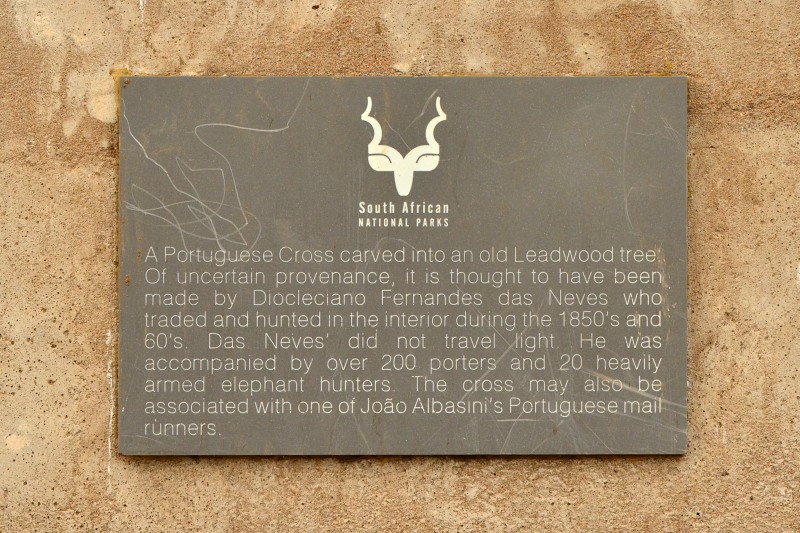 South African
NATIONAL PARKS
A Portuguese Cross carved into an old Leadwood tree.
Of uncertain provenance, it is thought to have been
made by Diocleciano Fernandes das Neves who
traded and hunted in the interior during the 1850's and
60's. Das Neves' did not travel light. He was
accompanied by over 200 porters and 20 heavily
armed elephant hunters. The cross may also be
associated with one of João Albasini's Portuguese mail
runners.